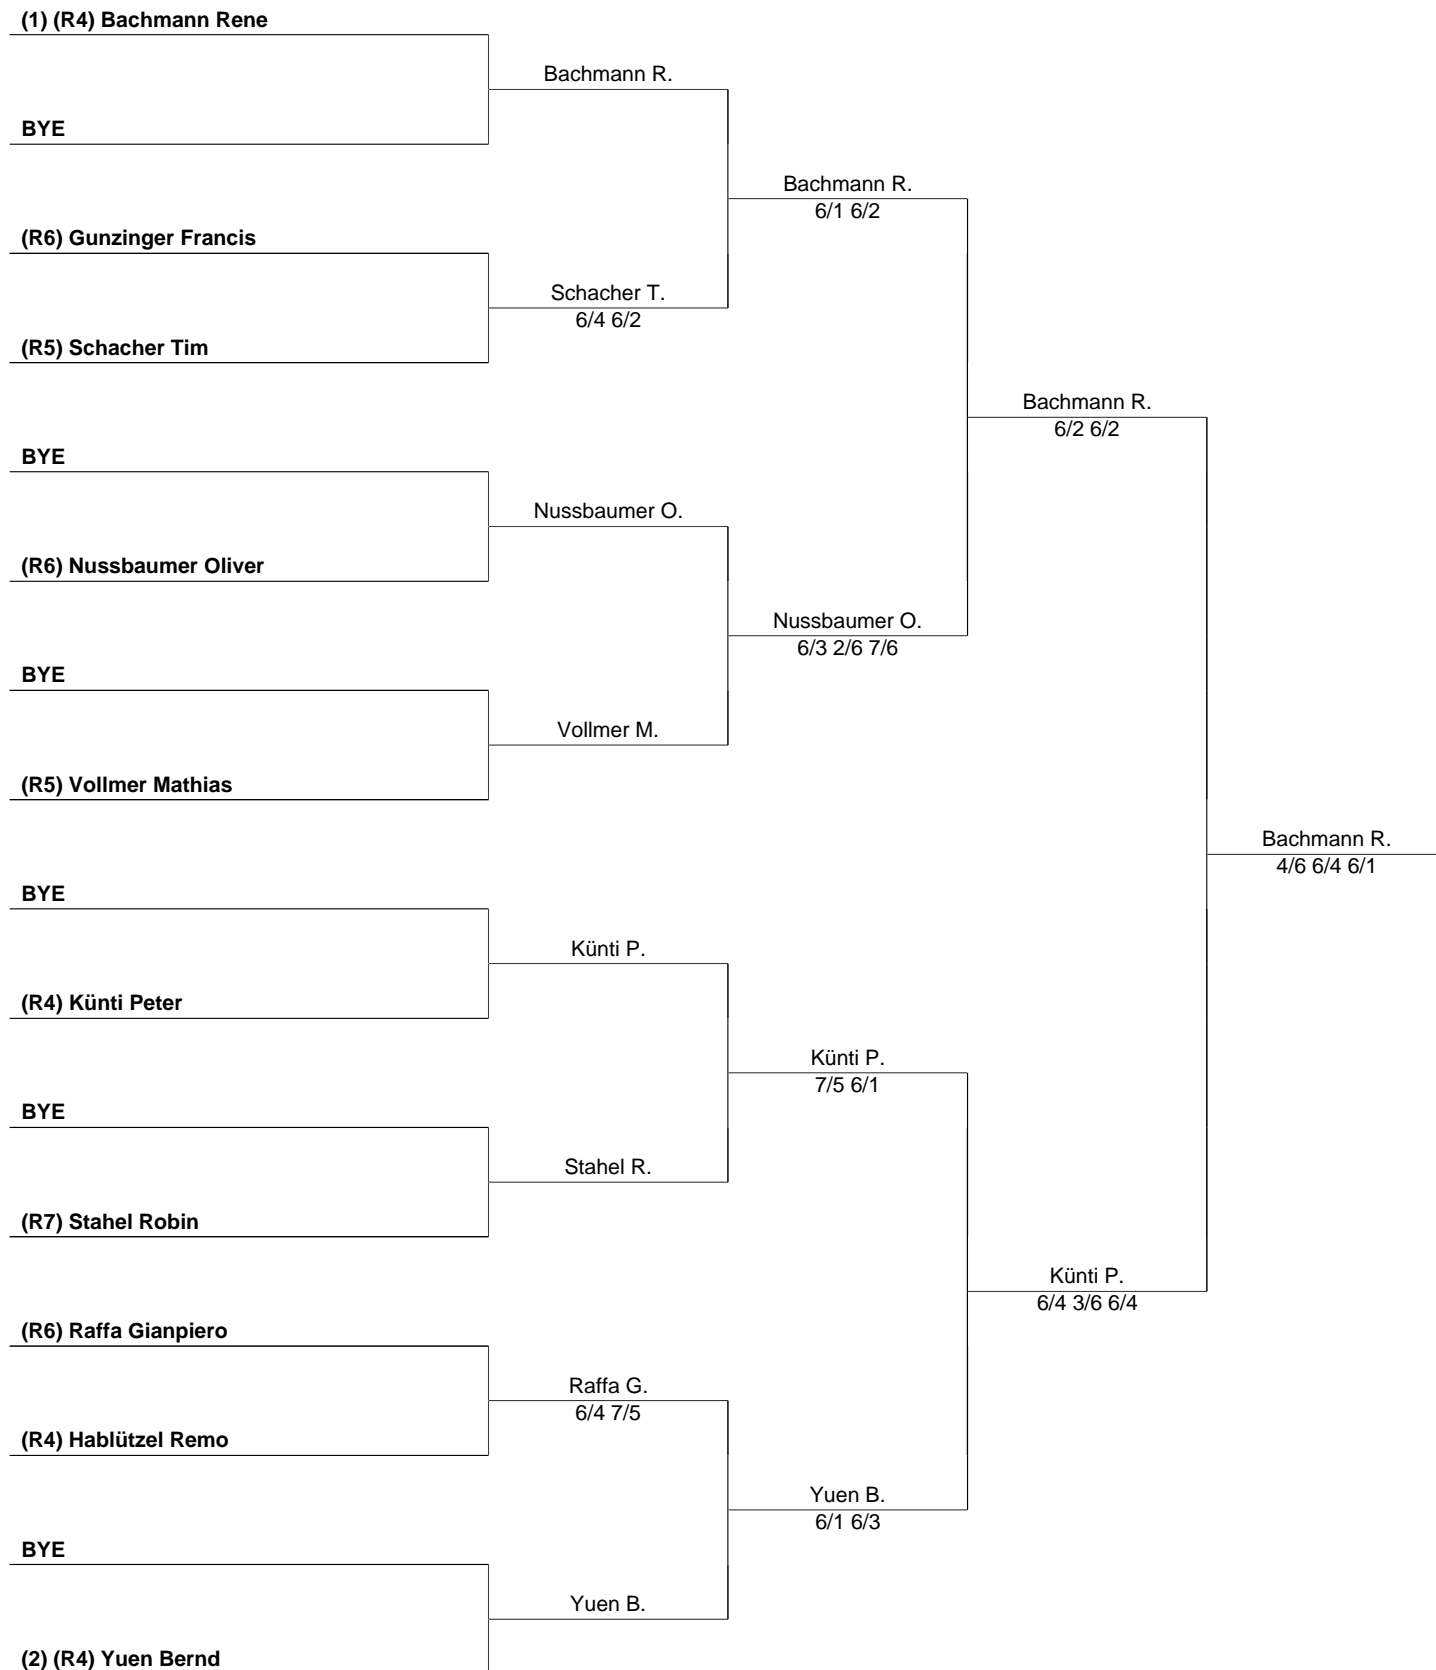 (1) (R4) Bachmann Rene
Bachmann R.
BYE
Bachmann R.
6/1 6/2
(R6) Gunzinger Francis
Schacher T.
6/4 6/2
(R5) Schacher Tim
Bachmann R.
6/2 6/2
BYE
Nussbaumer O.
(R6) Nussbaumer Oliver
Nussbaumer O.
6/3 2/6 7/6
BYE
Vollmer M.
(R5) Vollmer Mathias
Bachmann R.
4/6 6/4 6/1
BYE
Künti P.
(R4) Künti Peter
Künti P.
7/5 6/1
BYE
Stahel R.
(R7) Stahel Robin
Künti P.
6/4 3/6 6/4
(R6) Raffa Gianpiero
Raffa G.
6/4 7/5
(R4) Hablützel Remo
Yuen B.
6/1 6/3
BYE
Yuen B.
(2) (R4) Yuen Bernd